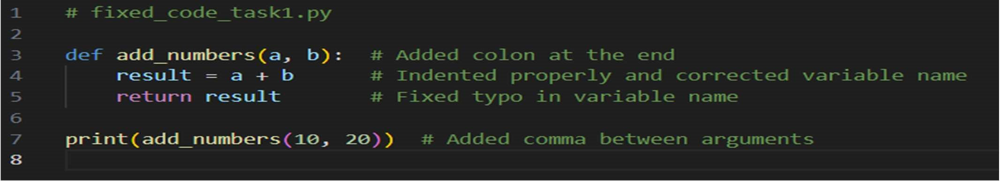 1 # fixed_code_task1.py
2
3 def add_numbers(a, b):  # Added colon at the end
4     result = a + b      # Indented properly and corrected variable name
5     return result       # Fixed typo in variable name
6
7 print(add_numbers(10, 20))  # Added comma between arguments
8